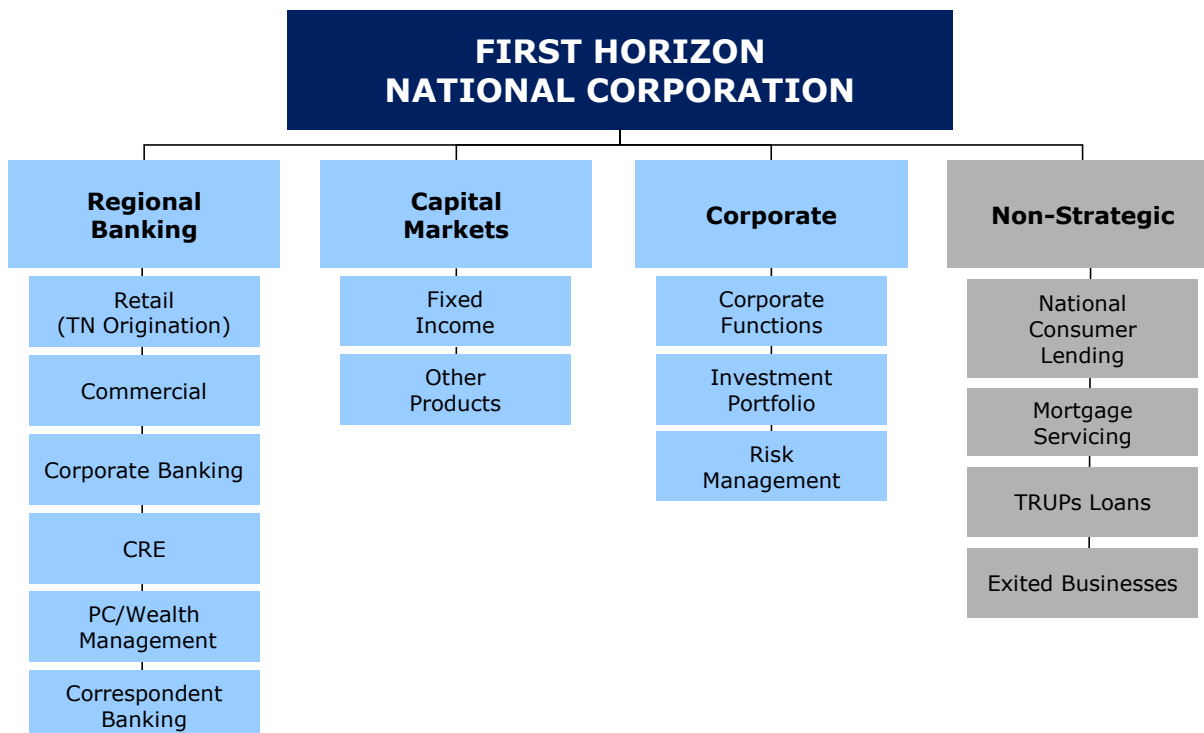 FIRST HORIZON
NATIONAL CORPORATION
Regional
Banking
Retail
(TN Origination)
Commercial
Corporate Banking
CRE
PC/Wealth
Management
Correspondent
Banking
Capital
Markets
Fixed
Income
Other
Products
Corporate
Corporate
Functions
Investment
Portfolio
Risk
Management
Non-Strategic
National
Consumer
Lending
Mortgage
Servicing
TRUPs Loans
Exited Businesses